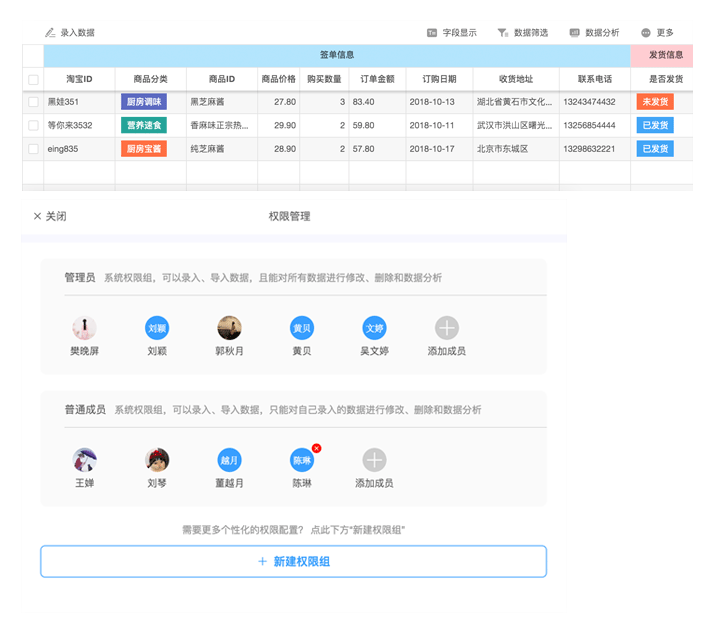 录入数据 字段显示 数据筛选 数据分析 更多
签单信息 发货信息
淘宝ID 商品分类 商品ID 商品价格 购买数量 订单金额 订购日期 收货地址 联系电话 是否发货
黑娃351 厨房调味 黑芝麻酱 27.80 3 83.40 2018-10-13 湖北省黄石市文化... 13243474432 未发货
等你来3532 营养速食 香麻味正宗热... 29.90 2 59.80 2018-10-11 武汉市洪山区曙光... 13256854444 已发货
eing835 厨房宝酱 纯芝麻酱 28.90 2 57.80 2018-10-17 北京市东城区 13298632221 已发货
× 关闭 权限管理
管理员 系统权限组，可以录入、导入数据，且能对所有数据进行修改、删除和数据分析
刘颖 黄贝 文婷
樊晚屏 刘颖 郭秋月 黄贝 吴文婷 添加成员
普通成员 系统权限组，可以录入、导入数据，只能对自己录入的数据进行修改、删除和数据分析
越月 陈琳
王婵 刘琴 董越月 陈琳 添加成员
需要更多个性化的权限配置？ 点此下方"新建权限组"
+ 新建权限组